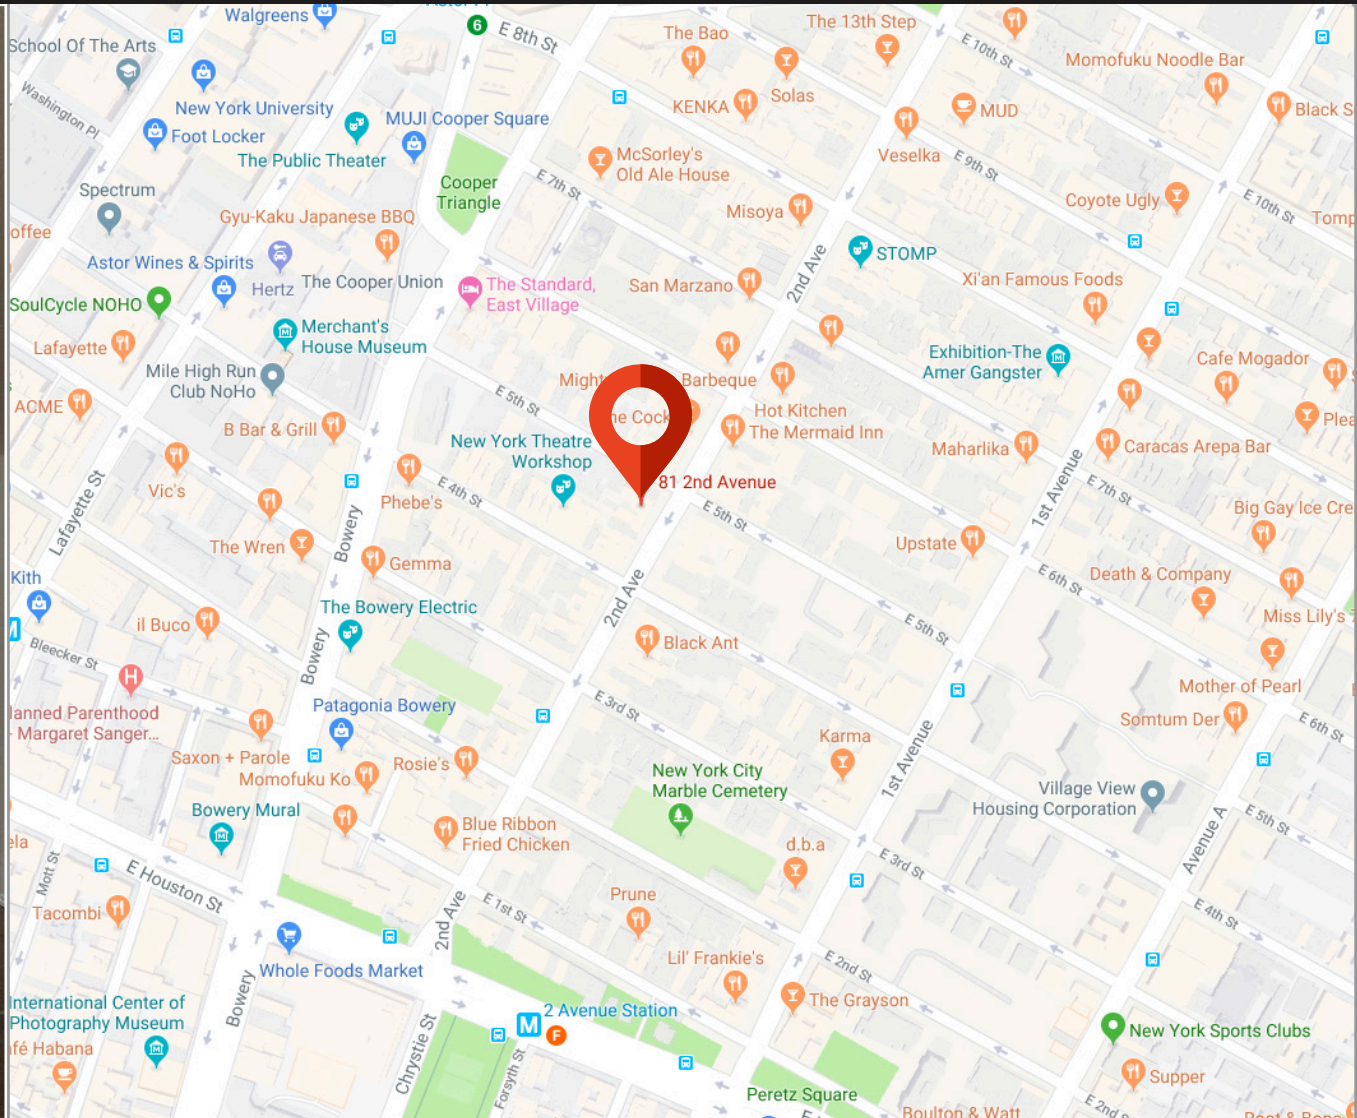 Walgreens
6
E 8th St
The Bao
The 13th Step
E 10th St
Momofuku Noodle Bar
School Of The Arts
Washington Pl
New York University
Foot Locker
MUJI Cooper Square
The Public Theater
KENKA
Solas
MUD
Black
Veselka
E 9th St
McSorley's
Old Ale House
Spectrum
Cooper
Triangle
E 7th St
Misoya
Coyote Ugly
E 10th St
Gyu-Kaku Japanese BBQ
Astor Wines & Spirits
Hertz
The Cooper Union
The Standard,
East Village
San Marzano
2nd Ave
STOMP
Xi'an Famous Foods
SoulCycle NOHO
Lafayette
Merchant's
House Museum
Mile High Run
Club NoHo
Exhibition-The
Amer Gangster
Cafe Mogador
ACME
B Bar & Grill
E 5th St
Barbeque
Hot Kitchen
The Mermaid Inn
New York Theatre
Workshop
81 2nd Avenue
Maharlika
Caracas Arepa Bar
Vic's
Lafayette St
Phebe's
E 4th St
E 5th St
1st Avenue
E 7th St
Big Gay Ice
The Wren
Bowery
Gemma
Upstate
Kith
The Bowery Electric
2nd Ave
E 6th St
Death & Company
Miss Lily's
il Buco
Bleecker St
Bowery
Black Ant
E 5th St
H
Margaret Sanger...
Patagonia Bowery
E 3rd St
Mother of Pearl
Somtum Der
E 6th St
Saxon + Parole
Momofuku Ko
Rosie's
Karma
1st Avenue
New York City
Marble Cemetery
Village View
Housing Corporation
Bowery Mural
Blue Ribbon
Fried Chicken
d.b.a
Avenue A
E 5th St
Mott St
E Houston St
E 3rd St
Tacombi
E 1st St
Prune
2nd Ave
E 4th St
Whole Foods Market
Lil' Frankie's
E 2nd St
Bowery
International Center of
Photography Museum
M
2 Avenue Station
F
The Grayson
New York Sports Clubs
Habana
Chrystie St
Forsyth St
Supper
Peretz Square
Boulton & Watt
E 2nd